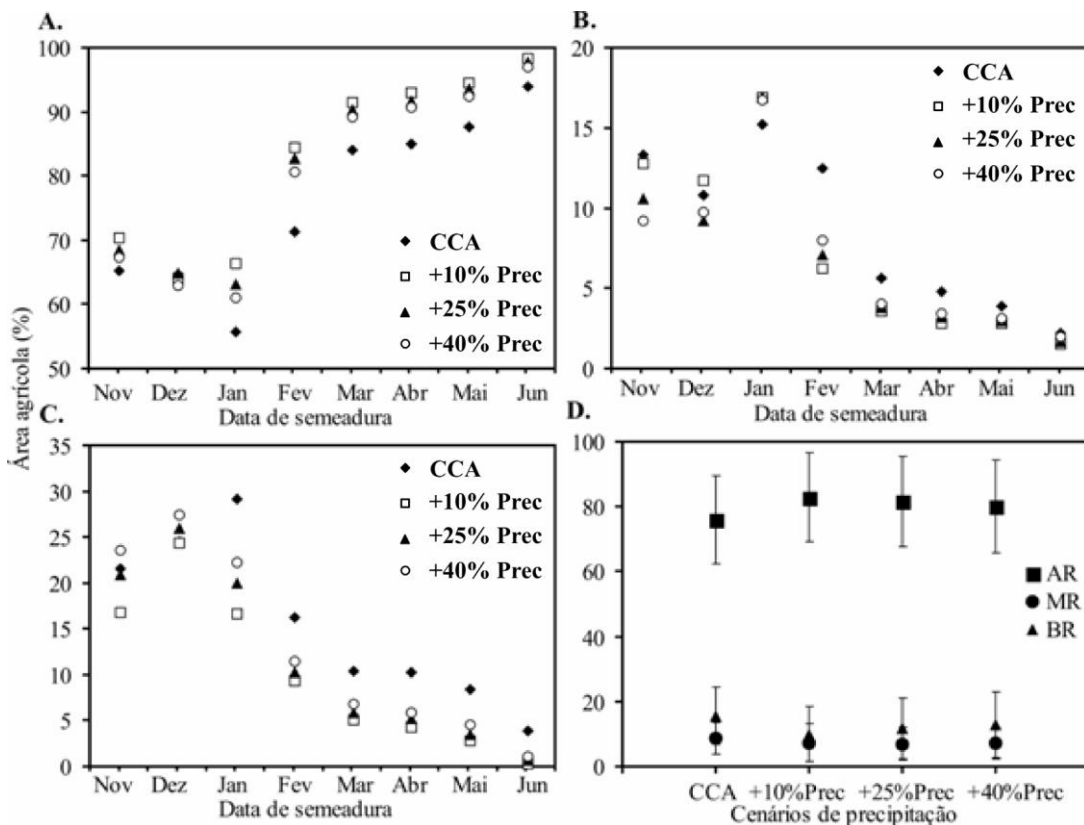 A.
100
90
80
70
60
50
CCA
+10% Prec
+25% Prec
+40% Prec
Nov Dez Jan Fev Mar Abr Mai Jun
Data de semeadura
B.
20
15
10
5
0
CCA
+10% Prec
+25% Prec
+40% Prec
Nov Dez Jan Fev Mar Abr Mai Jun
Data de semeadura
Área agrícola (%)
C.
35
30
25
20
15
10
5
0
CCA
+10% Prec
+25% Prec
+40% Prec
Nov Dez Jan Fev Mar Abr Mai Jun
Data de semeadura
D.
100
80
60
40
20
0
AR
MR
BR
CCA +10%Prec +25%Prec +40%Prec
Cenários de precipitação